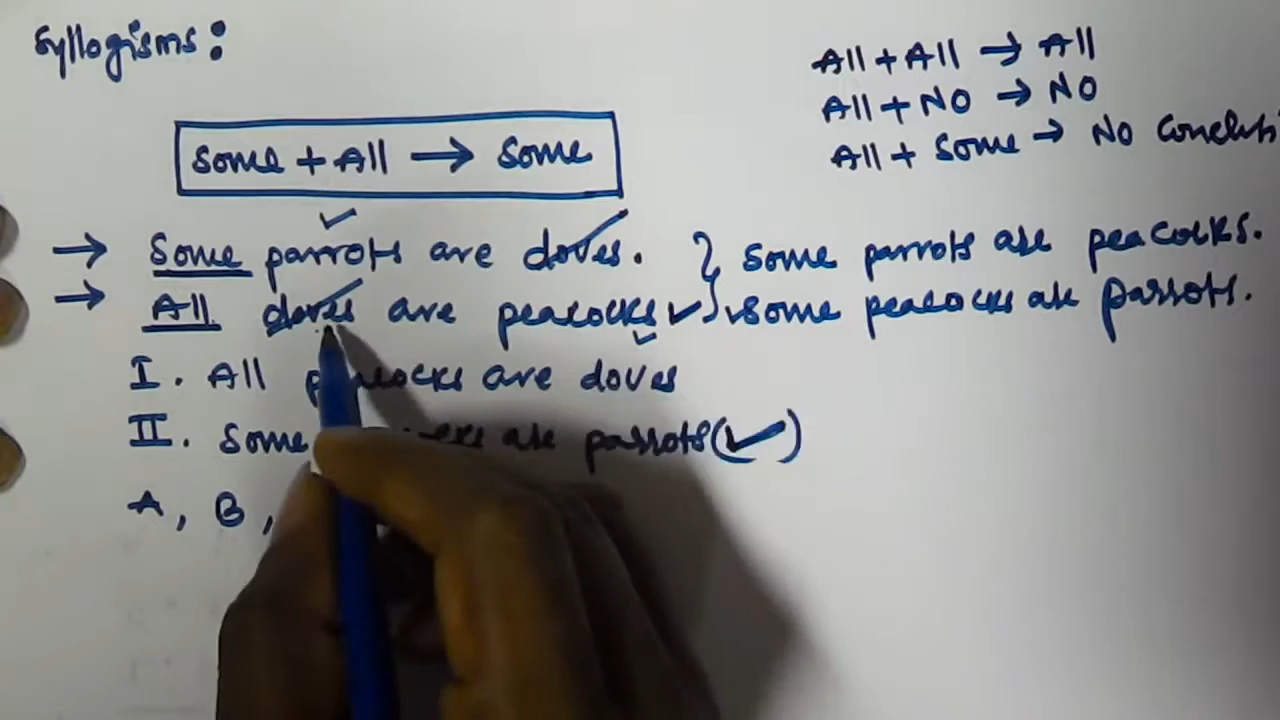 Syllogisms:
All + All → All
All + NO → NO
All + Some → No
Some + All → Some
→ Some parrots are doves. } Some parrots are peacocks.
→ All doves are peacocks ✓ } Some peacocks are parrots.
I. All are doves
II. Some are parrots (✓)
A, B,